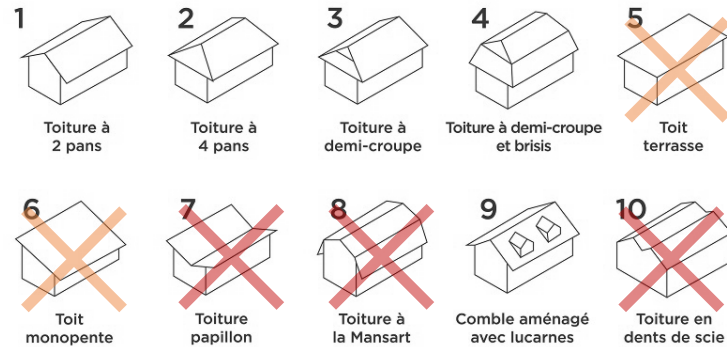 1
2
3
4
5
Toiture à
2 pans
Toiture à
4 pans
Toiture à
demi-croupe
Toiture à demi-croupe
et brisis
Toit
terrasse
6
7
8
9
10
Toit
monopente
Toiture
papillon
Toiture à
la Mansart
Comble aménagé
avec lucarnes
Toiture en
dents de scie